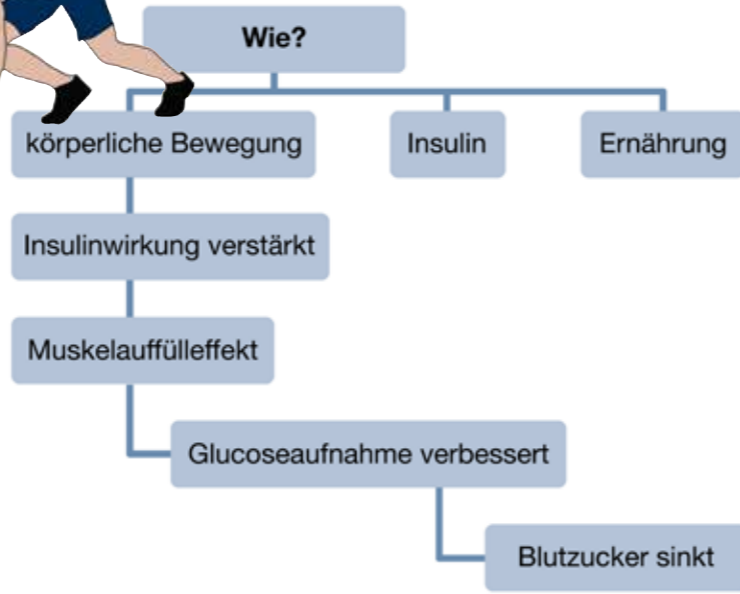 Wie?
körperliche Bewegung
Insulin
Ernährung
Insulinwirkung verstärkt
Muskelauffülleffekt
Glucoseaufnahme verbessert
Blutzucker sinkt